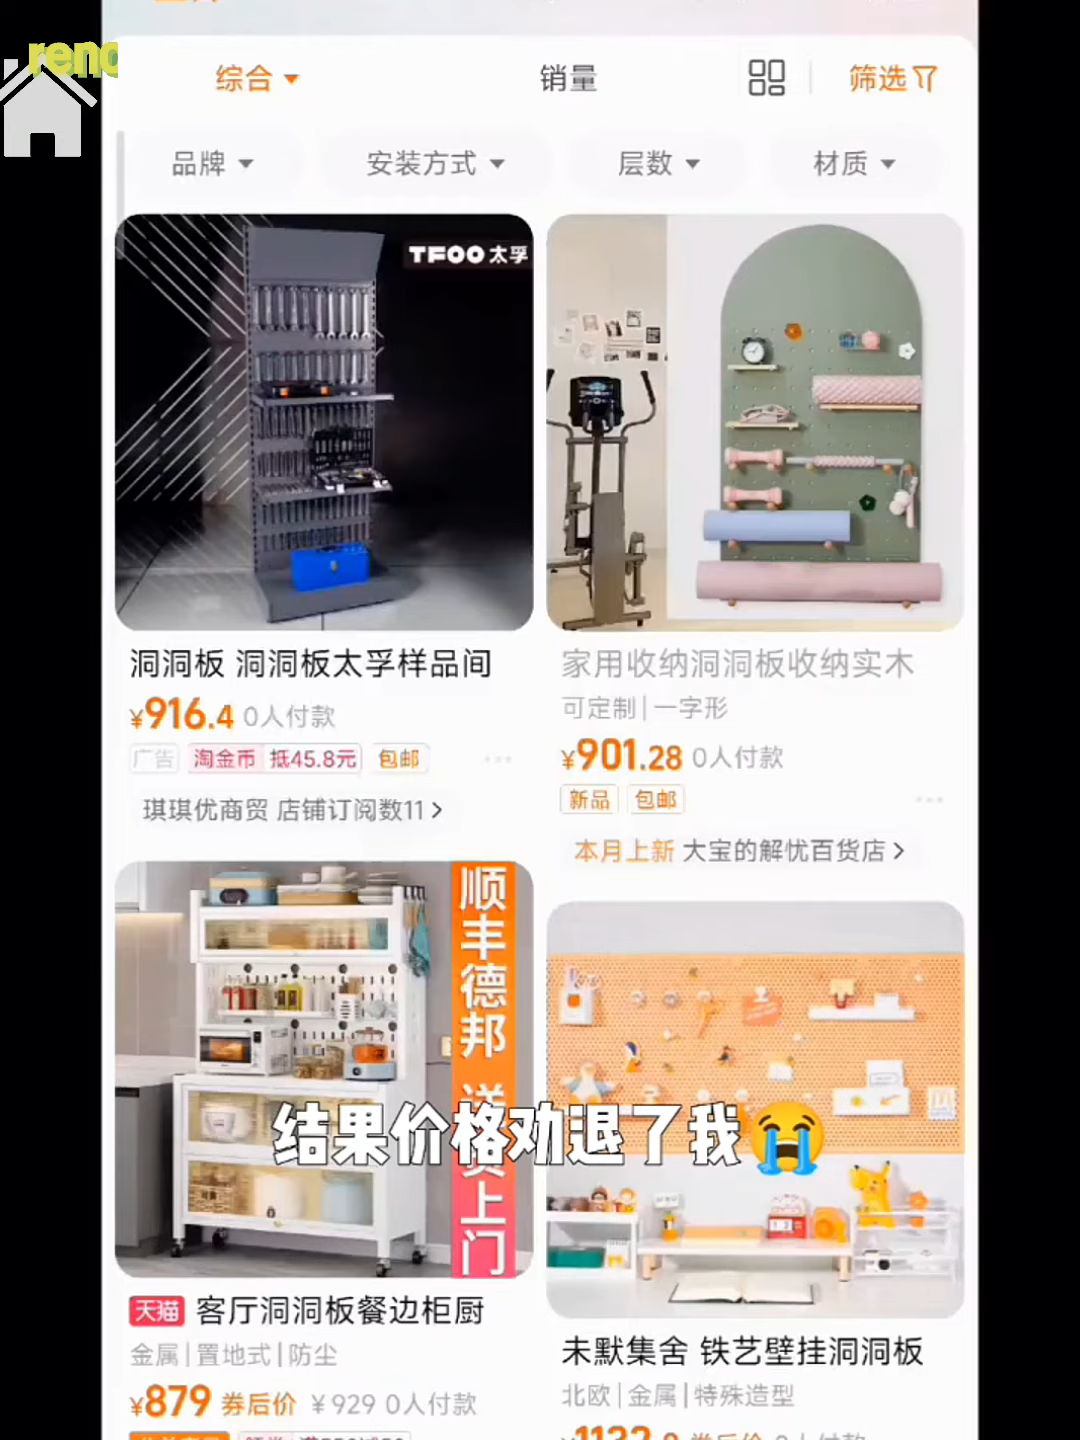 reno
综合
销量
筛选
品牌
安装方式
层数
材质
TFOO太孚
洞洞板 洞洞板太孚样品间
¥916.4 0人付款
广告 淘金币 抵45.8元 包邮
琪琪优商贸 店铺订阅数11
家用收纳洞洞板收纳实木
可定制|一字形
¥901.28 0人付款
新品 包邮
本月上新 大宝的解忧百货店
顺丰德邦 送货上门
结果价格劝退了我😭
天猫 客厅洞洞板餐边柜厨
金属|置地式|防尘
¥879 券后价 ¥929 0人付款
未默集舍 铁艺壁挂洞洞板
北欧|金属|特殊造型